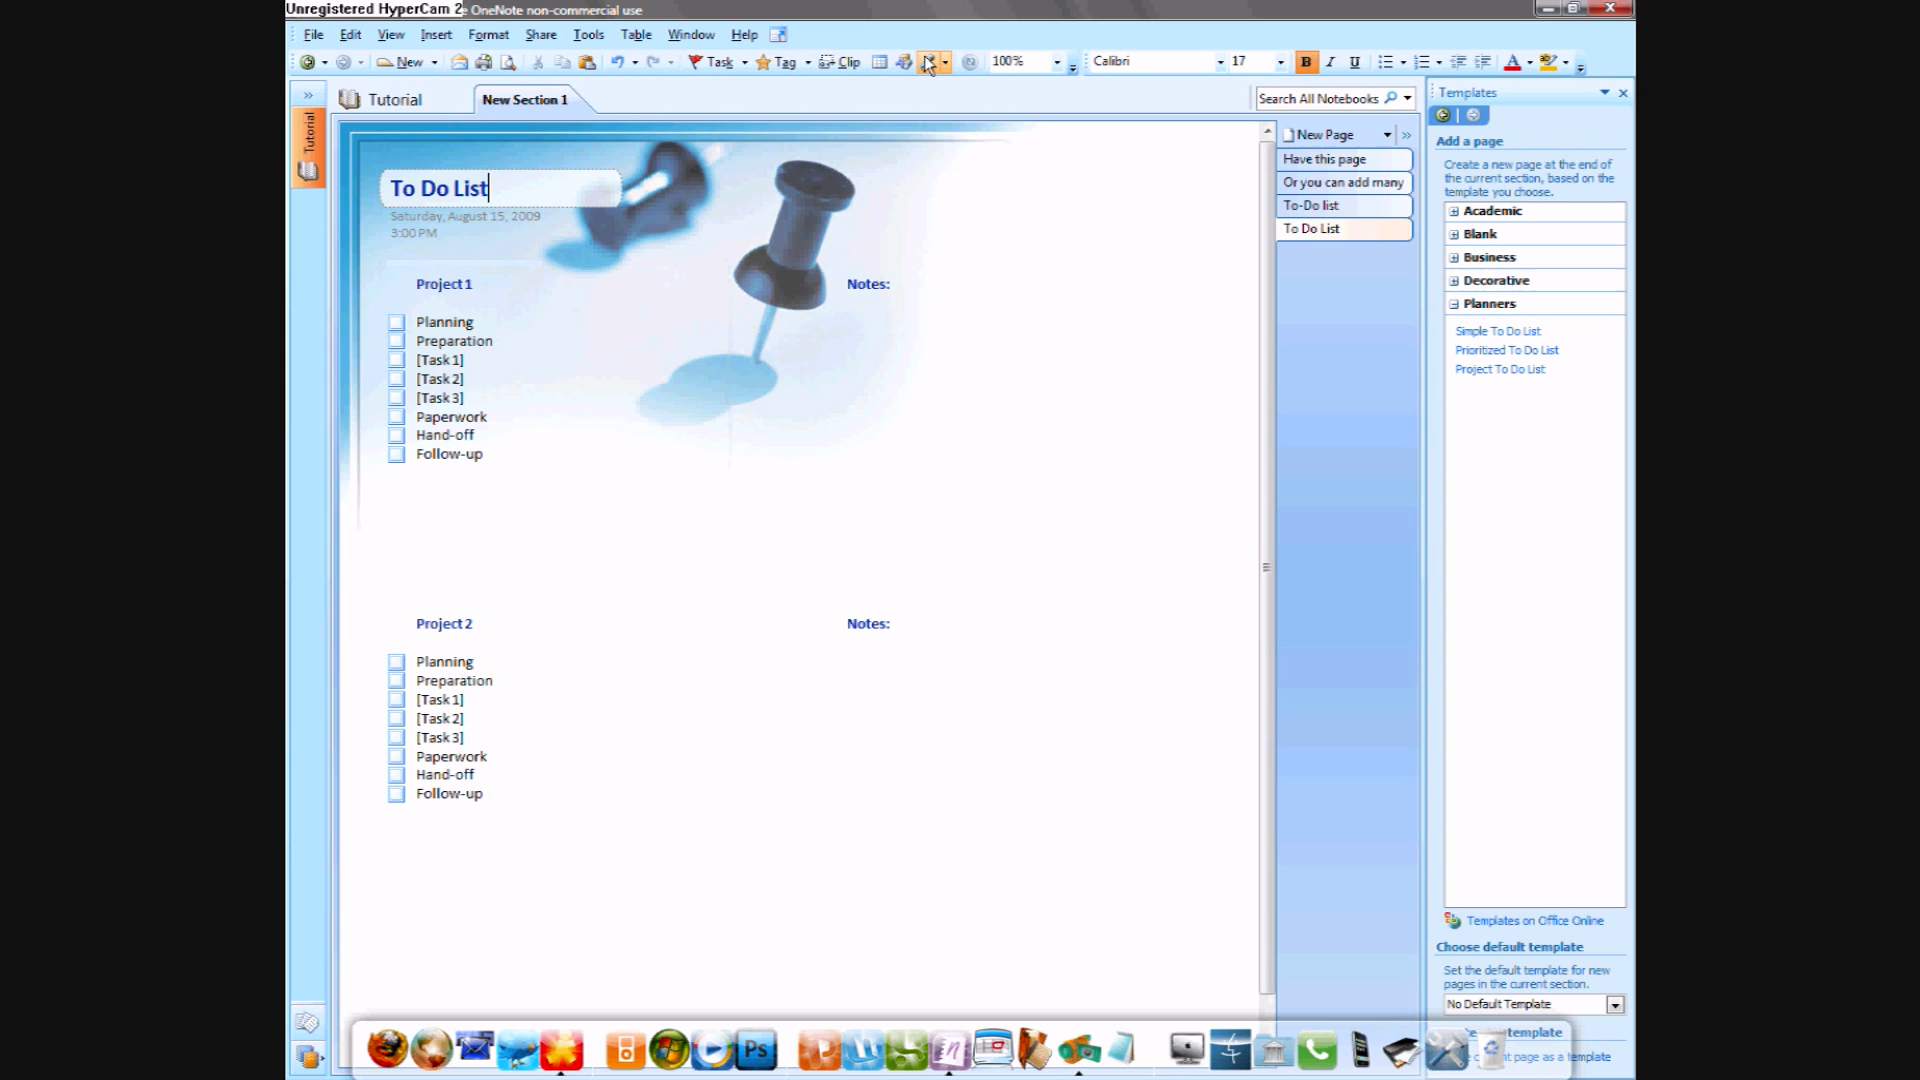 Unregistered HyperCam 2
OneNote non-commercial use
File Edit View Insert Format Share Tools Table Window Help
New Task Tag Clip 100% Calibri 17 B I U
Tutorial New Section 1 Search All Notebooks
Tutorial
To Do List
Saturday, August 15, 2009
3:00 PM
Project 1 Notes:
Planning
Preparation
[Task 1]
[Task 2]
[Task 3]
Paperwork
Hand-off
Follow-up
Project 2 Notes:
Planning
Preparation
[Task 1]
[Task 2]
[Task 3]
Paperwork
Hand-off
Follow-up
New Page
Have this page
Or you can add many
To-Do list
To Do List
Templates
Add a page
Create a new page at the end of
the current section, based on the
template you choose.
Academic
Blank
Business
Decorative
Planners
Simple To Do List
Prioritized To Do List
Project To Do List
Templates on Office Online
Choose default template
Set the default template for new
pages in the current section.
No Default Template
template
page as a template
Ps